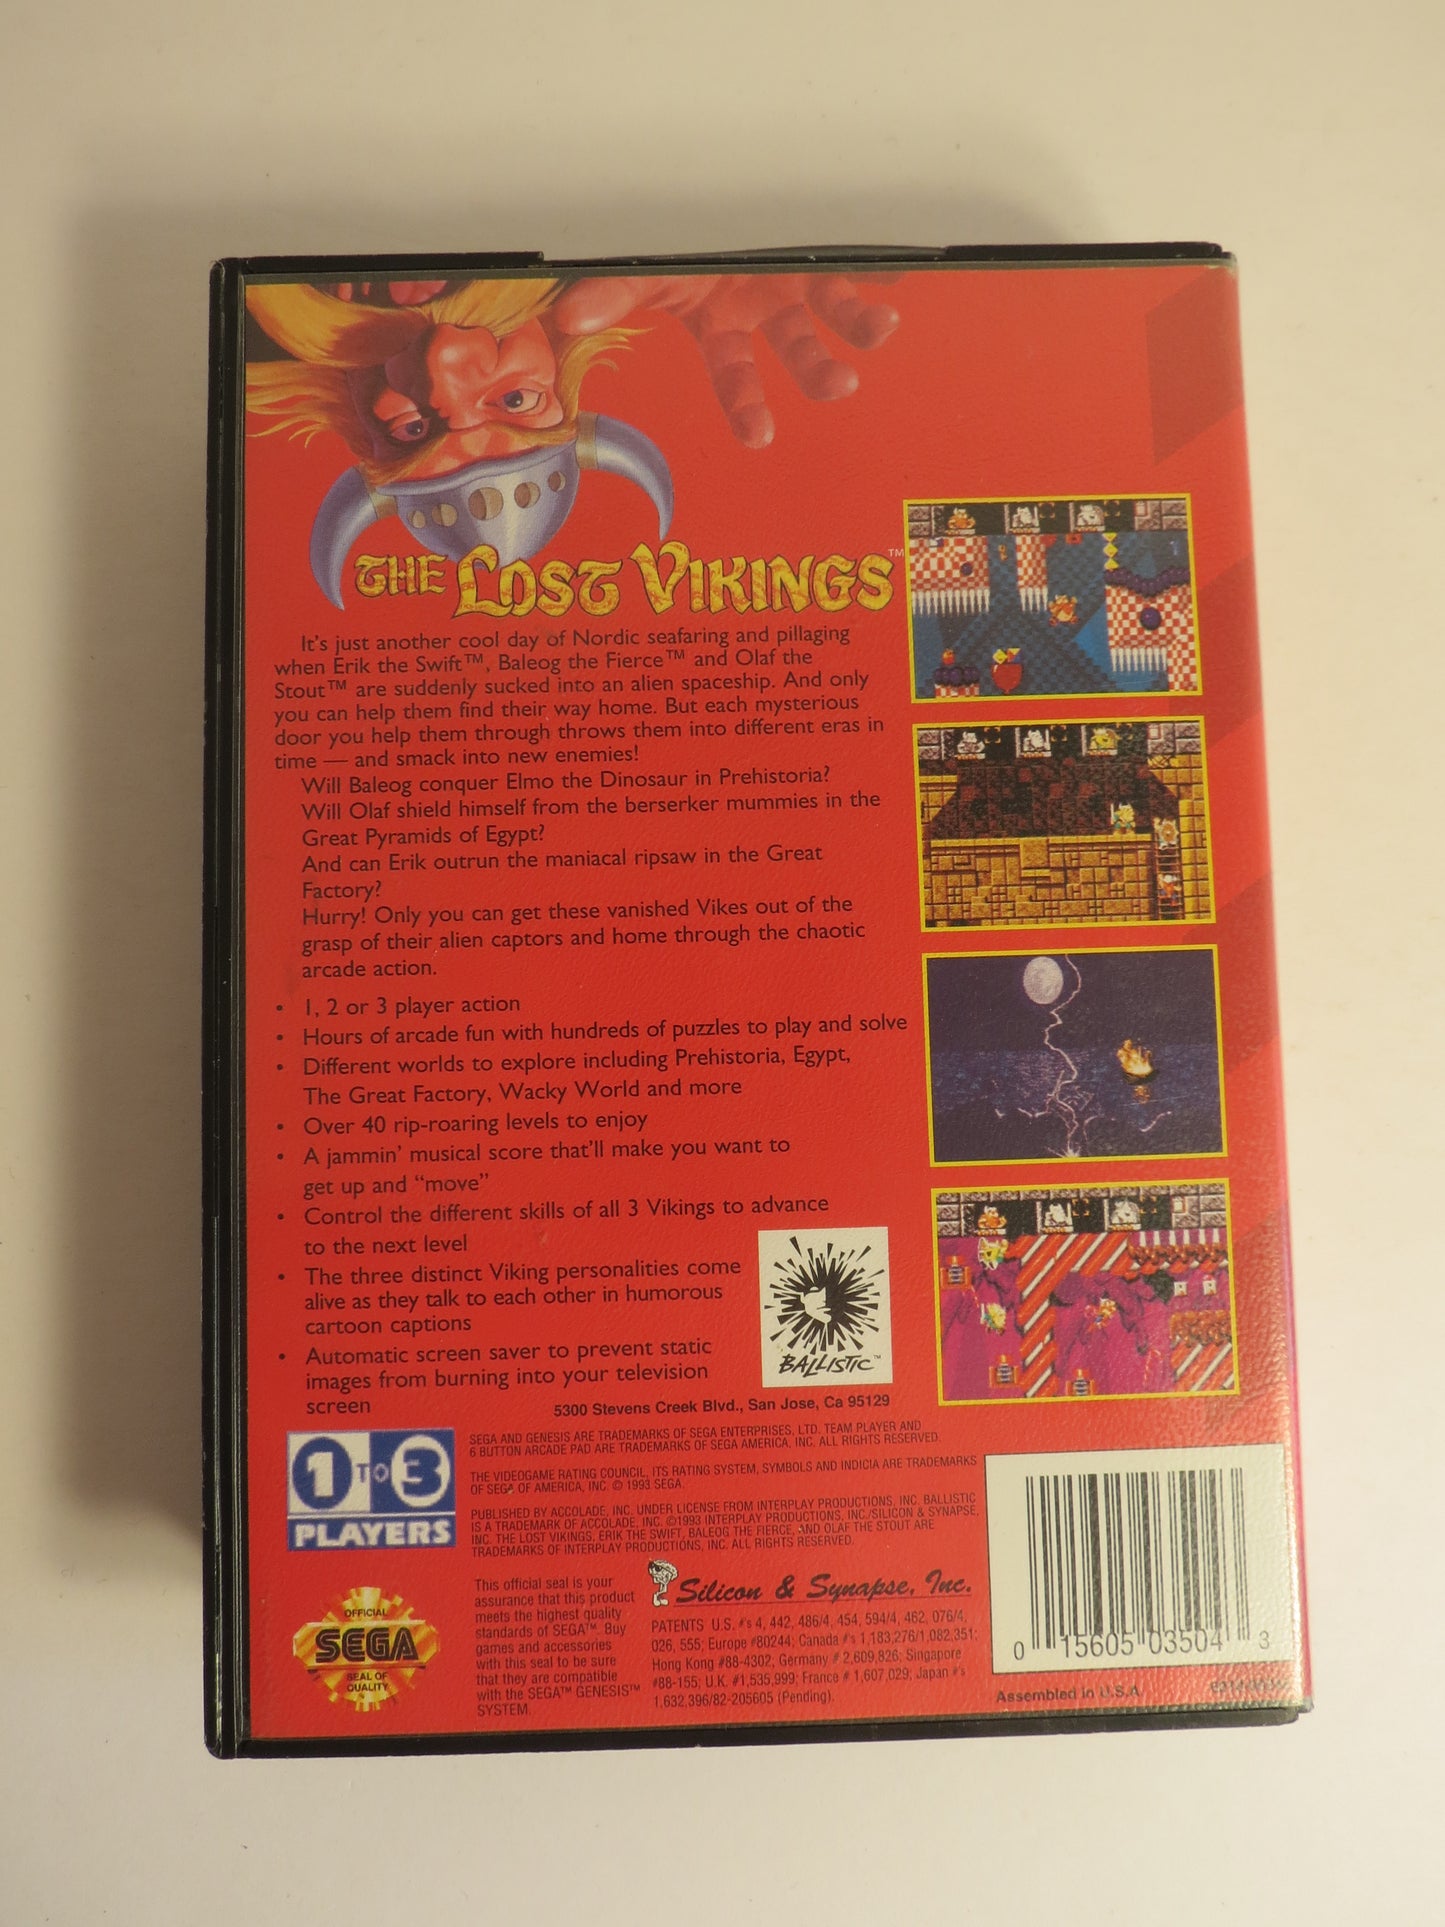 THE LOST VIKINGS™
It's just another cool day of Nordic seafaring and pillaging
when Erik the Swift™, Baleog the Fierce™ and Olaf the
Stout™ are suddenly sucked into an alien spaceship. And only
you can help them find their way home. But each mysterious
door you help them through throws them into different eras in
time — and smack into new enemies!
Will Baleog conquer Elmo the Dinosaur in Prehistoria?
Will Olaf shield himself from the berserker mummies in the
Great Pyramids of Egypt?
And can Erik outrun the maniacal ripsaw in the Great
Factory?
Hurry! Only you can get these vanished Vikes out of the
grasp of their alien captors and home through the chaotic
arcade action.
• 1, 2 or 3 player action
• Hours of arcade fun with hundreds of puzzles to play and solve
• Different worlds to explore including Prehistoria, Egypt,
The Great Factory, Wacky World and more
• Over 40 rip-roaring levels to enjoy
• A jammin' musical score that'll make you want to
get up and “move”
• Control the different skills of all 3 Vikings to advance
to the next level
• The three distinct Viking personalities come
alive as they talk to each other in humorous
cartoon captions
• Automatic screen saver to prevent static
images from burning into your television
screen
BALLISTIC™
5300 Stevens Creek Blvd., San Jose, Ca 95129
1 TO 3
PLAYERS
SEGA AND GENESIS ARE TRADEMARKS OF SEGA ENTERPRISES, LTD. TEAM PLAYER AND
6 BUTTON ARCADE PAD ARE TRADEMARKS OF SEGA AMERICA, INC. ALL RIGHTS RESERVED.
THE VIDEOGAME RATING COUNCIL, ITS RATING SYSTEM, SYMBOLS AND INDICIA ARE TRADEMARKS
OF SEGA OF AMERICA, INC. © 1993 SEGA.
PUBLISHED BY ACCOLADE, INC. UNDER LICENSE FROM INTERPLAY PRODUCTIONS, INC. BALLISTIC
IS A TRADEMARK OF ACCOLADE, INC. ©1993 INTERPLAY PRODUCTIONS, INC./SILICON & SYNAPSE,
INC. THE LOST VIKINGS, ERIK THE SWIFT, BALEOG THE FIERCE, AND OLAF THE STOUT ARE
TRADEMARKS OF INTERPLAY PRODUCTIONS, INC. ALL RIGHTS RESERVED.
OFFICIAL
SEGA
SEAL OF
QUALITY
This official seal is your
assurance that this product
meets the highest quality
standards of SEGA™. Buy
games and accessories
with this seal to be sure
that they are compatible
with the SEGA™ GENESIS™
SYSTEM.
Silicon & Synapse, Inc.
PATENTS U.S. #'s 4, 442, 486/4, 454, 594/4, 462, 076/4,
026, 555; Europe #80244; Canada #'s 1,183,276/1,082,351;
Hong Kong #88-4302; Germany # 2,609,826; Singapore
#88-155; U.K. #1,535,999; France # 1,607,029; Japan #'s
1,632,396/82-205605 (Pending).
0 15605 03504 3
Assembled in U.S.A